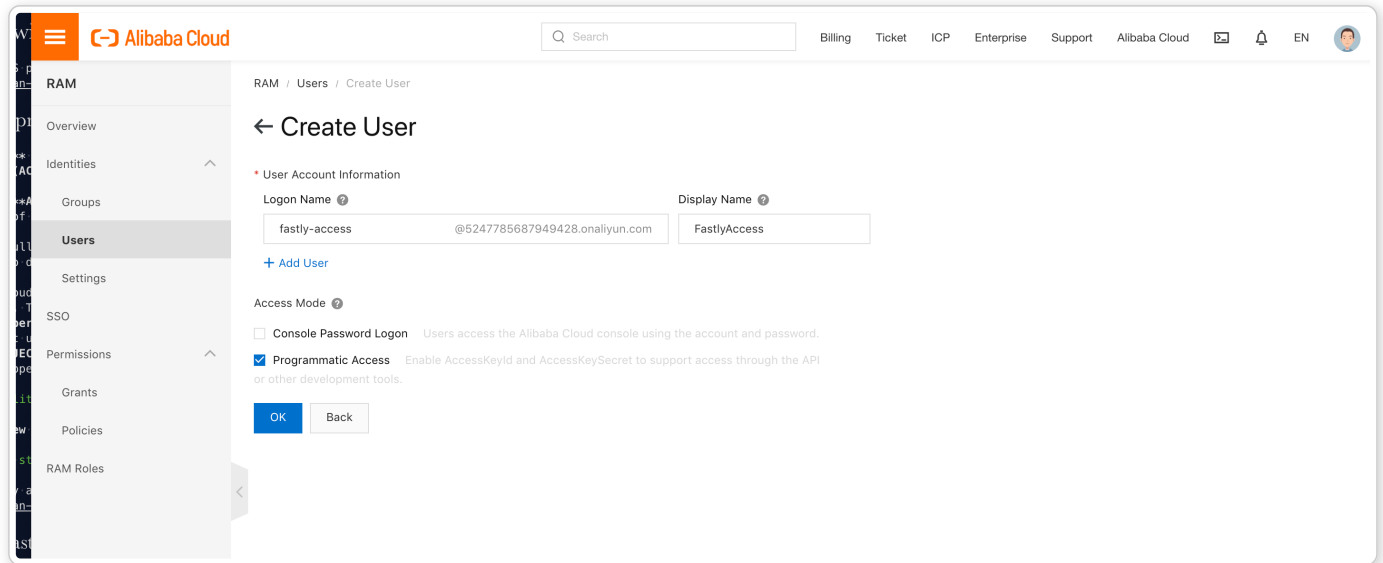 Alibaba Cloud
Search
Billing Ticket ICP Enterprise Support Alibaba Cloud EN
RAM
Overview
Identities
Groups
Users
Settings
SSO
Permissions
Grants
Policies
RAM Roles
RAM / Users / Create User
← Create User
* User Account Information
Logon Name ? Display Name ?
fastly-access @5247785687949428.onaliyun.com FastlyAccess
+ Add User
Access Mode ?
Console Password Logon Users access the Alibaba Cloud console using the account and password.
Programmatic Access Enable AccessKeyId and AccessKeySecret to support access through the API
or other development tools.
OK Back